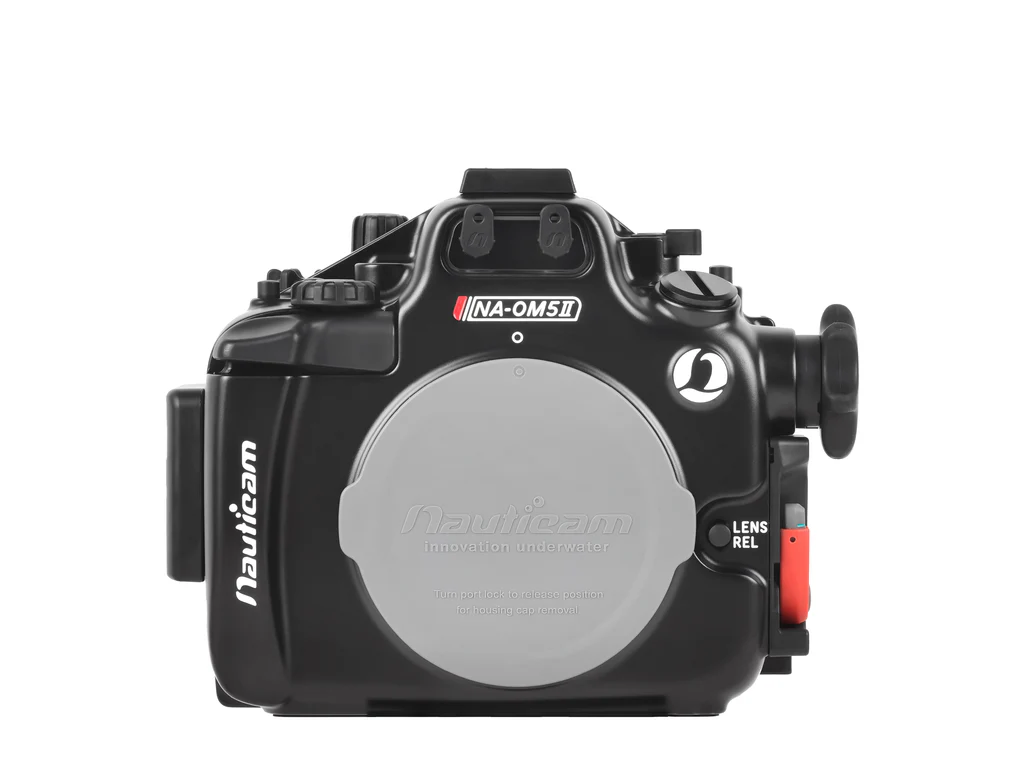 NA-OM5II
Nauticam
Nauticam
innovation underwater
Turn port lock to release position
for housing cap removal
LENS
REL